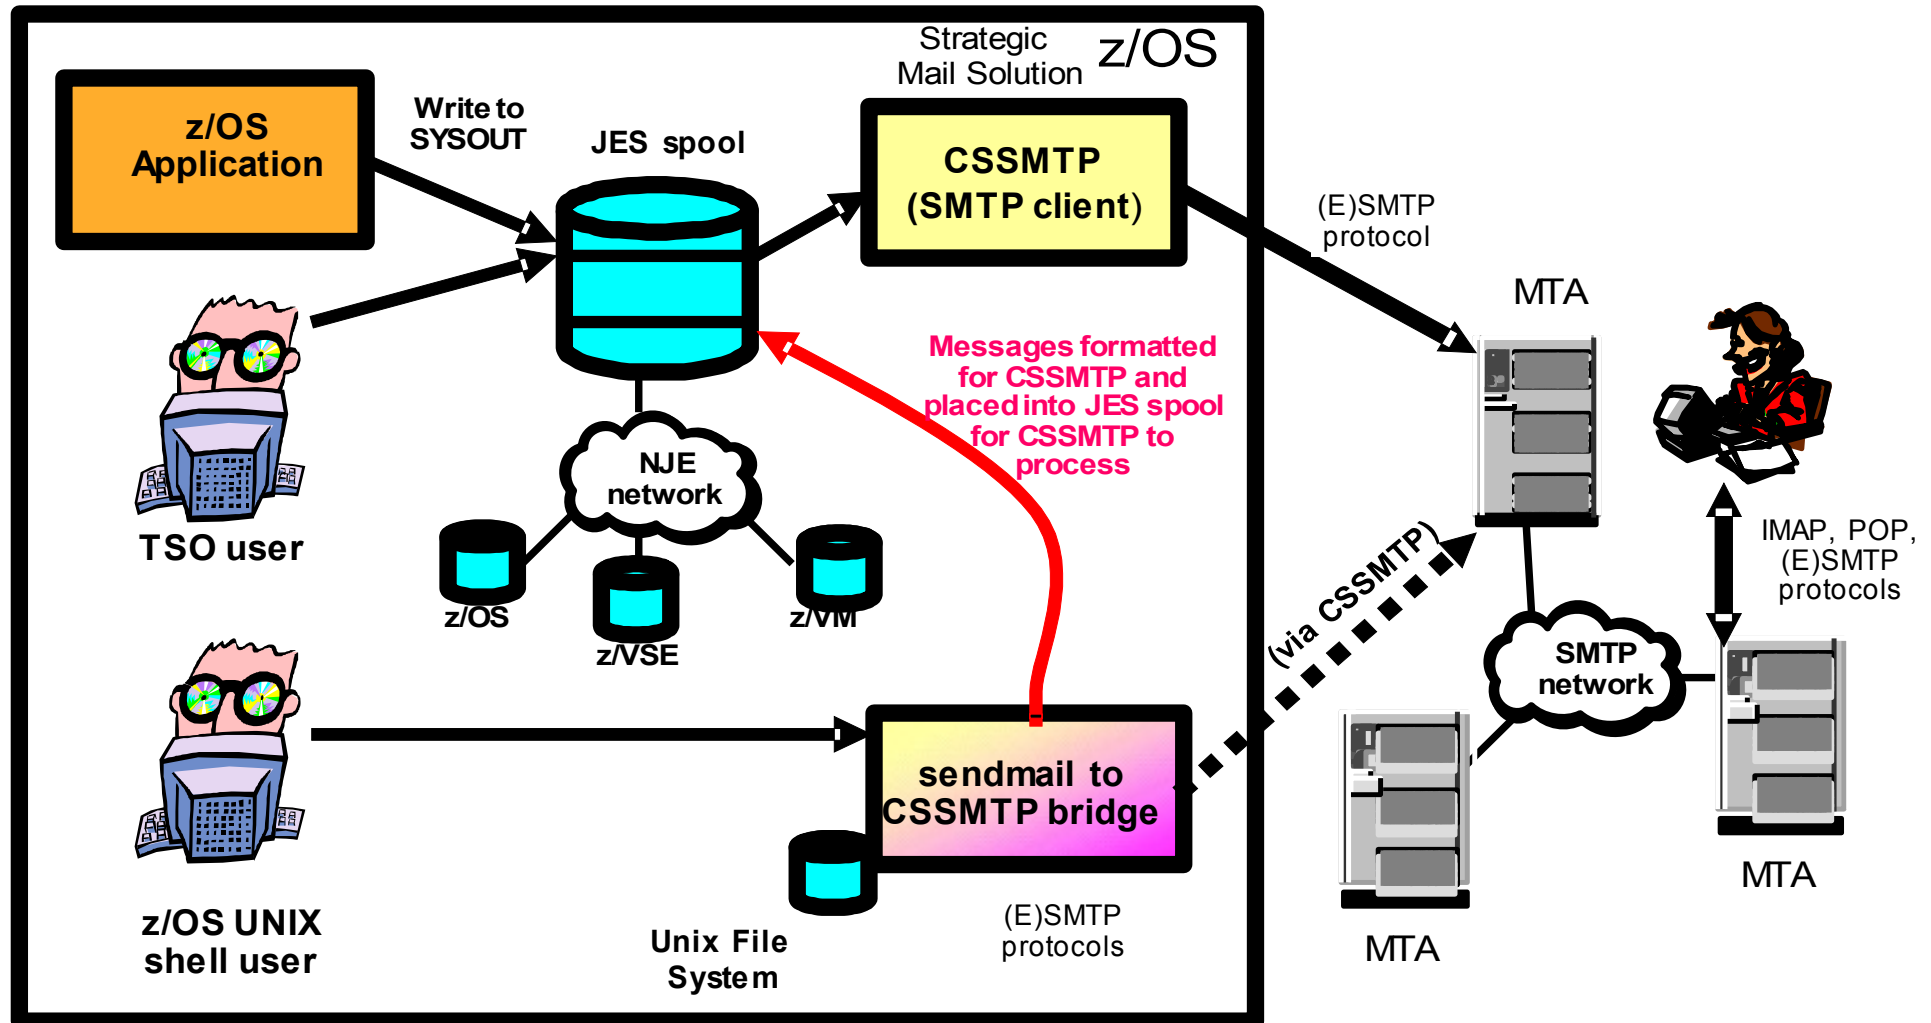 Strategic
Mail Solution
z/OS
z/OS
Application
Write to
SYSOUT
JES spool
CSSMTP
(SMTP client)
(E)SMTP
protocol
MTA
TSO user
Messages formatted
for CSSMTP and
placed into JES spool
for CSSMTP to
process
NJE
network
z/OS
z/VSE
z/VM
IMAP, POP,
(E)SMTP
protocols
(via CSSMTP)
SMTP
network
z/OS UNIX
shell user
sendmail to
CSSMTP bridge
Unix File
System
(E)SMTP
protocols
MTA
MTA